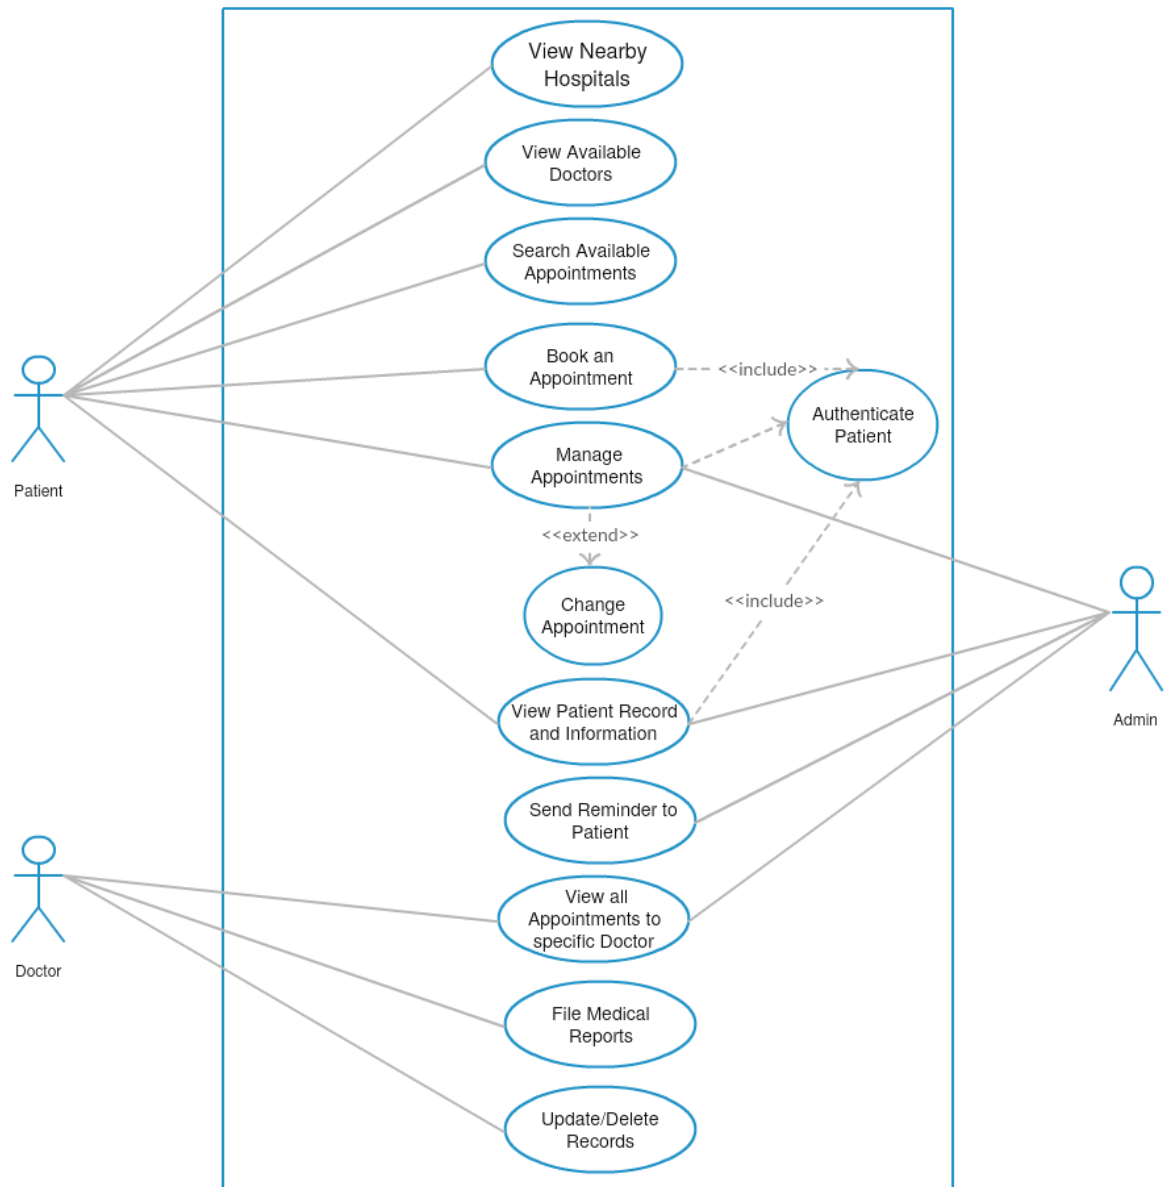 View Nearby
Hospitals
View Available
Doctors
Search Available
Appointments
Book an
Appointment
<<include>>
Authenticate
Patient
Manage
Appointments
Patient
<<extend>>
Change
Appointment
<<include>>
View Patient Record
and Information
Admin
Send Reminder to
Patient
View all
Appointments to
specific Doctor
Doctor
File Medical
Reports
Update/Delete
Records